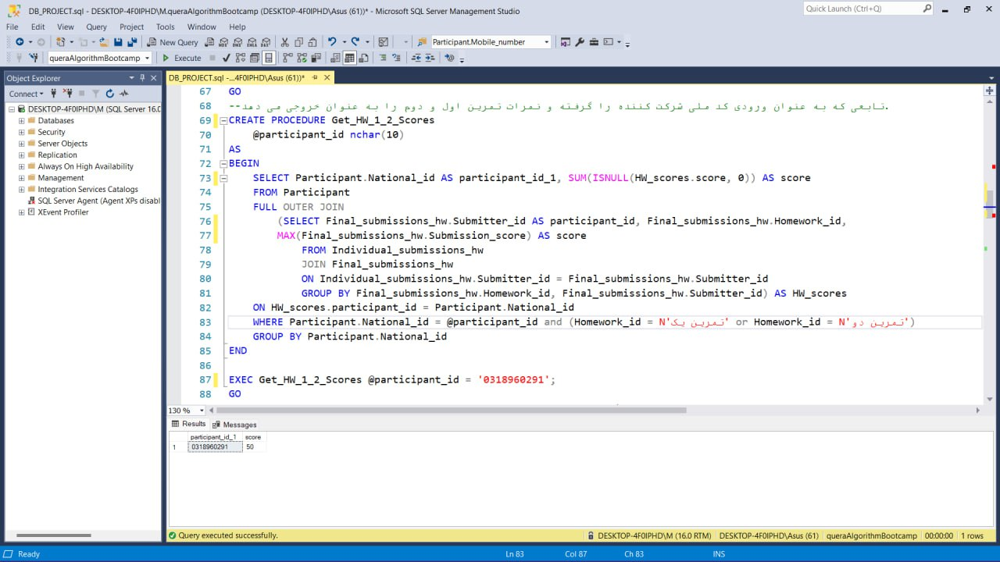 DB_PROJECT.sql - DESKTOP-4F0IPHD\M.queraAlgorithmBootcamp (DESKTOP-4F0IPHD\Asus (61))* - Microsoft SQL Server Management Studio
Quick Launch (Ctrl+Q)
File Edit View Query Project Tools Window Help
New Query
MDX DMX XMLA DAX
Participant.Mobile_number
queraAlgorithmBootcamp
Execute
Object Explorer
DB_PROJECT.sql -...4F0IPHD\Asus (61))*
Connect
DESKTOP-4F0IPHD\M (SQL Server 16.0
Databases
Security
Server Objects
Replication
Always On High Availability
Management
Integration Services Catalogs
SQL Server Agent (Agent XPs disabl
XEvent Profiler
67 GO
68 --تابعی که به عنوان ورودی کد ملی شرکت کننده را گرفته و نمرات تمرین اول و دوم را به عنوان خروجی می دهد.
69 CREATE PROCEDURE Get_HW_1_2_Scores
70 @participant_id nchar(10)
71 AS
72 BEGIN
73 SELECT Participant.National_id AS participant_id_1, SUM(ISNULL(HW_scores.score, 0)) AS score
74 FROM Participant
75 FULL OUTER JOIN
76 (SELECT Final_submissions_hw.Submitter_id AS participant_id, Final_submissions_hw.Homework_id,
77 MAX(Final_submissions_hw.Submission_score) AS score
78 FROM Individual_submissions_hw
79 JOIN Final_submissions_hw
80 ON Individual_submissions_hw.Submitter_id = Final_submissions_hw.Submitter_id
81 GROUP BY Final_submissions_hw.Homework_id, Final_submissions_hw.Submitter_id) AS HW_scores
82 ON HW_scores.participant_id = Participant.National_id
83 WHERE Participant.National_id = @participant_id and (Homework_id = N'تمرین یک' or Homework_id = N'تمرین دو')
84 GROUP BY Participant.National_id
85 END
86
87 EXEC Get_HW_1_2_Scores @participant_id = '0318960291';
88 GO
130 %
Results Messages
participant_id_1 score
1 0318960291 50
Query executed successfully.
DESKTOP-4F0IPHD\M (16.0 RTM) DESKTOP-4F0IPHD\Asus (61) queraAlgorithmBootcamp 00:00:00 1 rows
Ready Ln 83 Col 87 Ch 83 INS